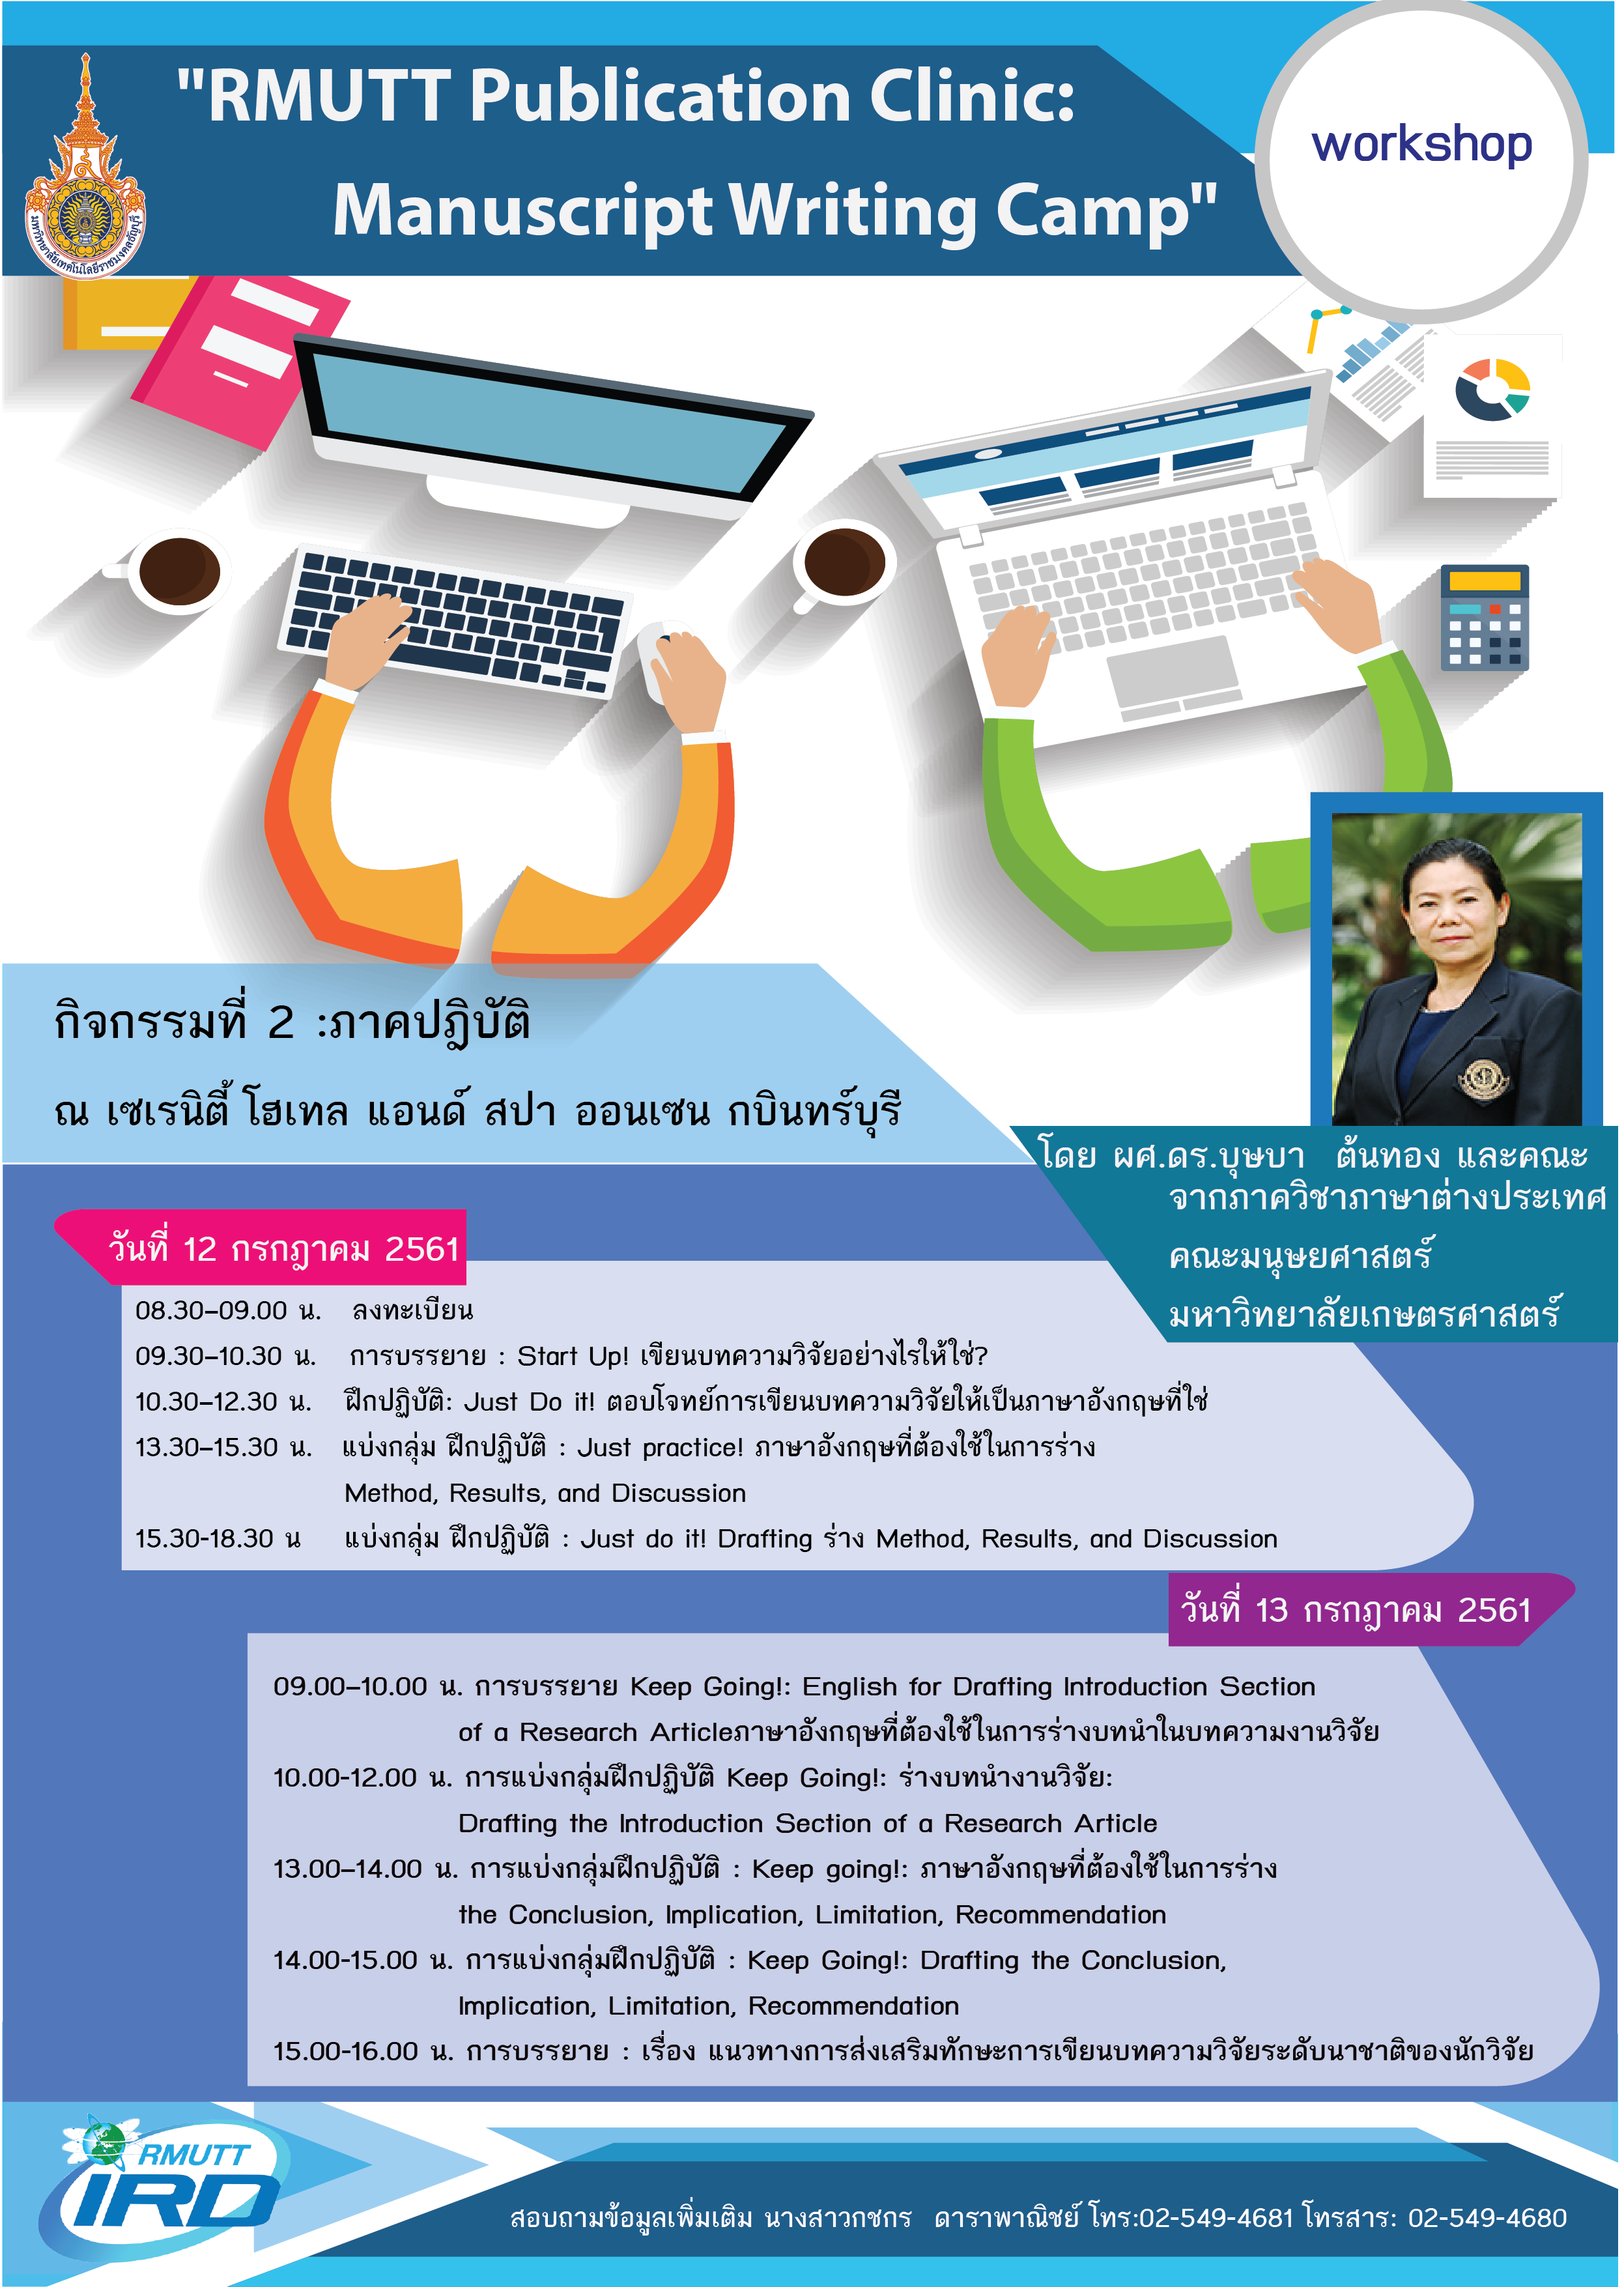 "RMUTT Publication Clinic:
Manuscript Writing Camp"
workshop
มหาวิทยาลัยเทคโนโลยีราชมงคลธัญบุรี
กิจกรรมที่ 2 :ภาคปฎิบัติ
ณ เซเรนิตี้ โฮเทล แอนด์ สปา ออนเซน กบินทร์บุรี
โดย ผศ.ดร.บุษบา ต้นทอง และคณะ
จากภาควิชาภาษาต่างประเทศ
คณะมนุษยศาสตร์
มหาวิทยาลัยเกษตรศาสตร์
วันที่ 12 กรกฎาคม 2561
08.30–09.00 น. ลงทะเบียน
09.30–10.30 น. การบรรยาย : Start Up! เขียนบทความวิจัยอย่างไรให้ใช่?
10.30–12.30 น. ฝึกปฏิบัติ: Just Do it! ตอบโจทย์การเขียนบทความวิจัยให้เป็นภาษาอังกฤษที่ใช่
13.30–15.30 น. แบ่งกลุ่ม ฝึกปฏิบัติ : Just practice! ภาษาอังกฤษที่ต้องใช้ในการร่าง
Method, Results, and Discussion
15.30-18.30 น แบ่งกลุ่ม ฝึกปฏิบัติ : Just do it! Drafting ร่าง Method, Results, and Discussion
วันที่ 13 กรกฎาคม 2561
09.00–10.00 น. การบรรยาย Keep Going!: English for Drafting Introduction Section
of a Research Articleภาษาอังกฤษที่ต้องใช้ในการร่างบทนำในบทความงานวิจัย
10.00-12.00 น. การแบ่งกลุ่มฝึกปฏิบัติ Keep Going!: ร่างบทนำงานวิจัย:
Drafting the Introduction Section of a Research Article
13.00–14.00 น. การแบ่งกลุ่มฝึกปฏิบัติ : Keep going!: ภาษาอังกฤษที่ต้องใช้ในการร่าง
the Conclusion, Implication, Limitation, Recommendation
14.00-15.00 น. การแบ่งกลุ่มฝึกปฏิบัติ : Keep Going!: Drafting the Conclusion,
Implication, Limitation, Recommendation
15.00-16.00 น. การบรรยาย : เรื่อง แนวทางการส่งเสริมทักษะการเขียนบทความวิจัยระดับนาชาติของนักวิจัย
RMUTT
IRD
สอบถามข้อมูลเพิ่มเติม นางสาวกชกร ดาราพาณิชย์ โทร:02-549-4681 โทรสาร: 02-549-4680